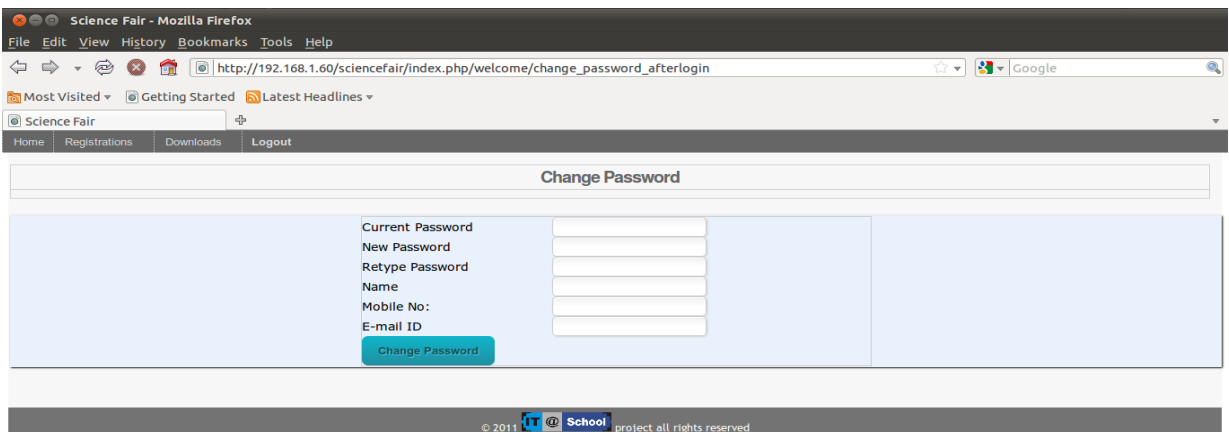 Science Fair - Mozilla Firefox
File Edit View History Bookmarks Tools Help
http://192.168.1.60/sciencefair/index.php/welcome/change_password_afterlogin Google
Most Visited Getting Started Latest Headlines
Science Fair
Home Registrations Downloads Logout
Change Password
Current Password
New Password
Retype Password
Name
Mobile No:
E-mail ID
Change Password
© 2011 IT @ School project all rights reserved